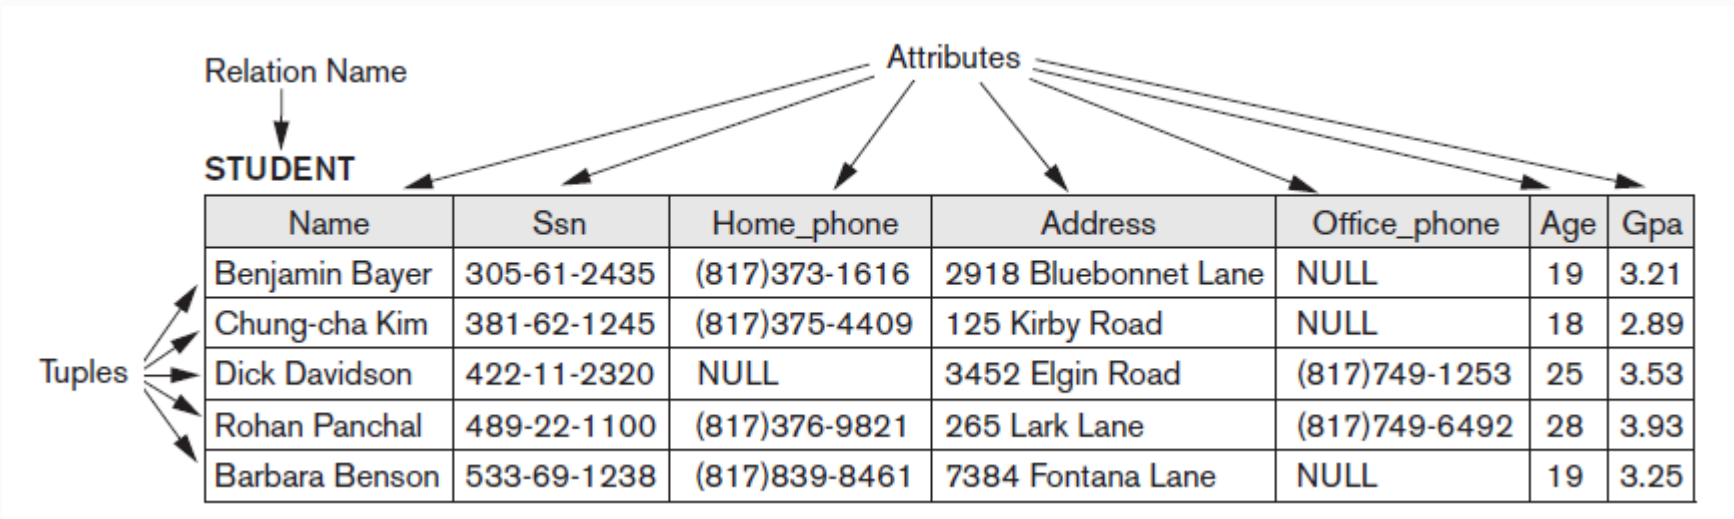 Attributes
Relation Name
STUDENT
Name Ssn Home_phone Address Office_phone Age Gpa
Benjamin Bayer 305-61-2435 (817)373-1616 2918 Bluebonnet Lane NULL 19 3.21
Chung-cha Kim 381-62-1245 (817)375-4409 125 Kirby Road NULL 18 2.89
Tuples Dick Davidson 422-11-2320 NULL 3452 Elgin Road (817)749-1253 25 3.53
Rohan Panchal 489-22-1100 (817)376-9821 265 Lark Lane (817)749-6492 28 3.93
Barbara Benson 533-69-1238 (817)839-8461 7384 Fontana Lane NULL 19 3.25